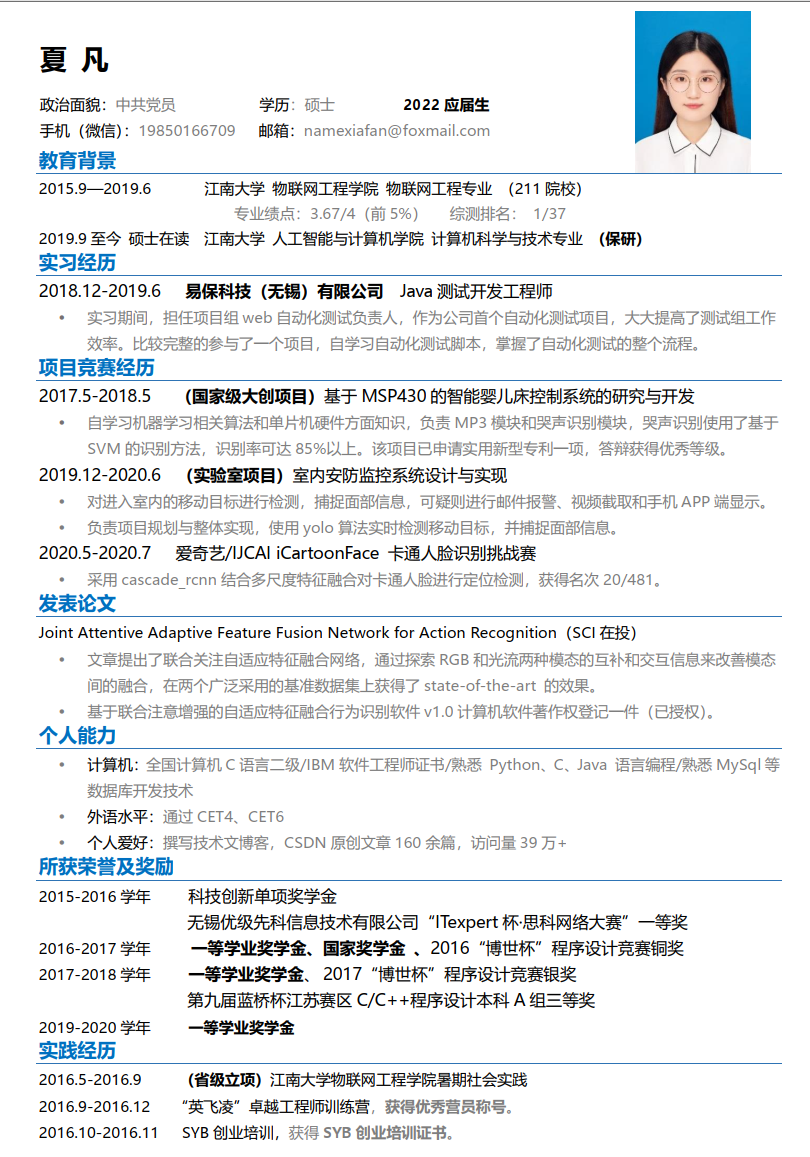 夏 凡
政治面貌：中共党员 学历：硕士 2022 应届生
手机（微信）：19850166709 邮箱：namexiafan@foxmail.com
教育背景
2015.9—2019.6 江南大学 物联网工程学院 物联网工程专业 （211 院校）
专业绩点：3.67/4（前 5%） 综测排名： 1/37
2019.9 至今 硕士在读 江南大学 人工智能与计算机学院 计算机科学与技术专业 （保研）
实习经历
2018.12-2019.6 易保科技（无锡）有限公司 Java 测试开发工程师
• 实习期间，担任项目组 web 自动化测试负责人，作为公司首个自动化测试项目，大大提高了测试组工作
效率。比较完整的参与了一个项目，自学习自动化测试脚本，掌握了自动化测试的整个流程。
项目竞赛经历
2017.5-2018.5 （国家级大创项目）基于 MSP430 的智能婴儿床控制系统的研究与开发
• 自学习机器学习相关算法和单片机硬件方面知识，负责 MP3 模块和哭声识别模块，哭声识别使用了基于
SVM 的识别方法，识别率可达 85%以上。该项目已申请实用新型专利一项，答辩获得优秀等级。
2019.12-2020.6 （实验室项目）室内安防监控系统设计与实现
• 对进入室内的移动目标进行检测，捕捉面部信息，可疑则进行邮件报警、视频截取和手机 APP 端显示。
• 负责项目规划与整体实现，使用 yolo 算法实时检测移动目标，并捕捉面部信息。
2020.5-2020.7 爱奇艺/IJCAI iCartoonFace 卡通人脸识别挑战赛
• 采用 cascade_rcnn 结合多尺度特征融合对卡通人脸进行定位检测，获得名次 20/481。
发表论文
Joint Attentive Adaptive Feature Fusion Network for Action Recognition（SCI 在投）
• 文章提出了联合关注自适应特征融合网络，通过探索 RGB 和光流两种模态的互补和交互信息来改善模态
间的融合，在两个广泛采用的基准数据集上获得了 state-of-the-art 的效果。
• 基于联合注意增强的自适应特征融合行为识别软件 v1.0 计算机软件著作权登记一件（已授权）。
个人能力
• 计算机：全国计算机 C 语言二级/IBM 软件工程师证书/熟悉 Python、C、Java 语言编程/熟悉 MySql 等
数据库开发技术
• 外语水平：通过 CET4、CET6
• 个人爱好：撰写技术文博客，CSDN 原创文章 160 余篇，访问量 39 万+
所获荣誉及奖励
2015-2016 学年 科技创新单项奖学金
无锡优级先科信息技术有限公司“ITexpert 杯·思科网络大赛”一等奖
2016-2017 学年 一等学业奖学金、国家奖学金 、2016“博世杯”程序设计竞赛铜奖
2017-2018 学年 一等学业奖学金、 2017“博世杯”程序设计竞赛银奖
第九届蓝桥杯江苏赛区 C/C++程序设计本科 A 组三等奖
2019-2020 学年 一等学业奖学金
实践经历
2016.5-2016.9 （省级立项）江南大学物联网工程学院暑期社会实践
2016.9-2016.12 “英飞凌”卓越工程师训练营，获得优秀营员称号。
2016.10-2016.11 SYB 创业培训，获得 SYB 创业培训证书。